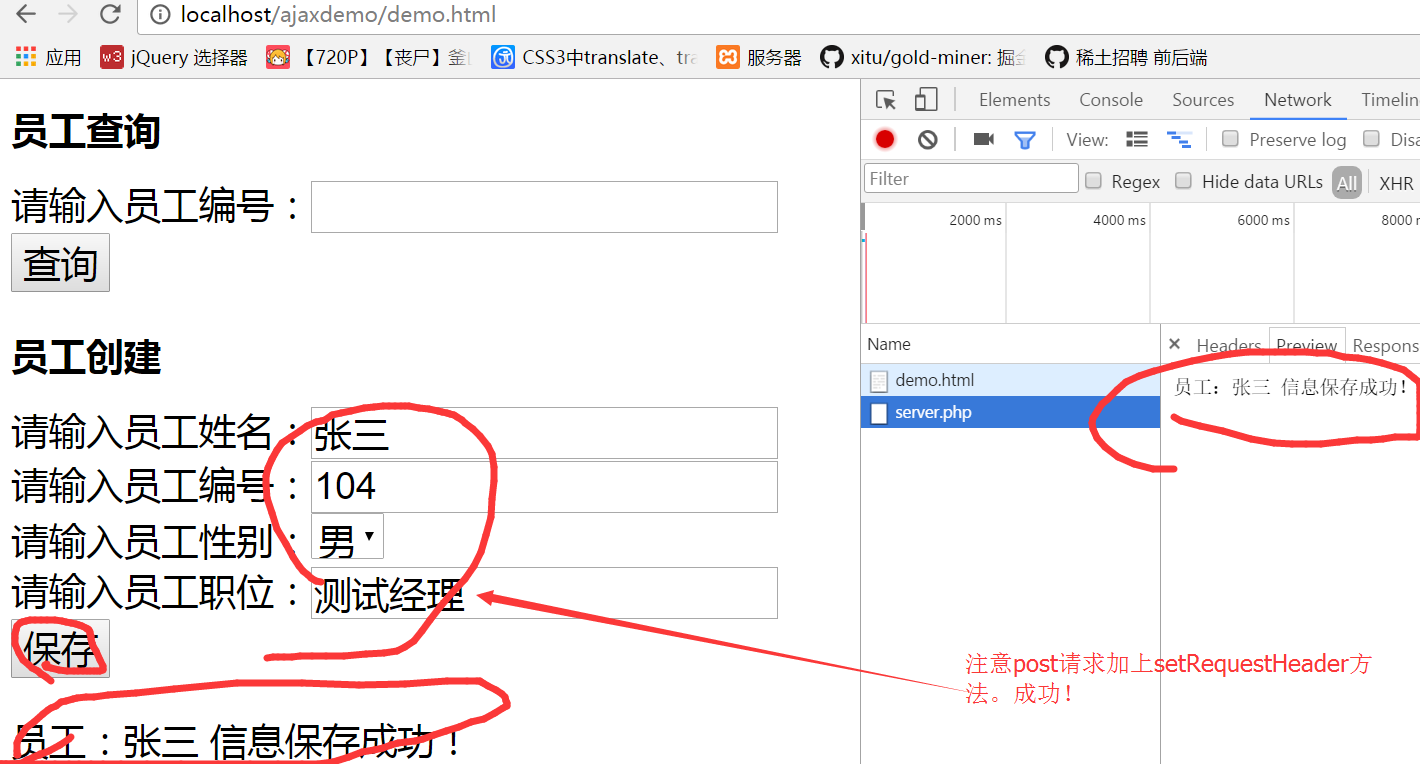 localhost/ajaxdemo/demo.html
应用 jQuery 选择器 【720P】【丧尸】釜 CSS3中translate、tra 服务器 xitu/gold-miner: 掘金 稀土招聘 前后端
Elements Console Sources Network Timelin
View: Preserve log Disa
Filter Regex Hide data URLs All XHR
2000 ms 4000 ms 6000 ms 8000 r
Name
Headers Preview Respons
demo.html
server.php
员工：张三 信息保存成功！
员工查询
请输入员工编号：
查询
员工创建
请输入员工姓名：张三
请输入员工编号：104
请输入员工性别：男
请输入员工职位：测试经理
保存
员工：张三 信息保存成功！
注意post请求加上setRequestHeader方
法。成功！